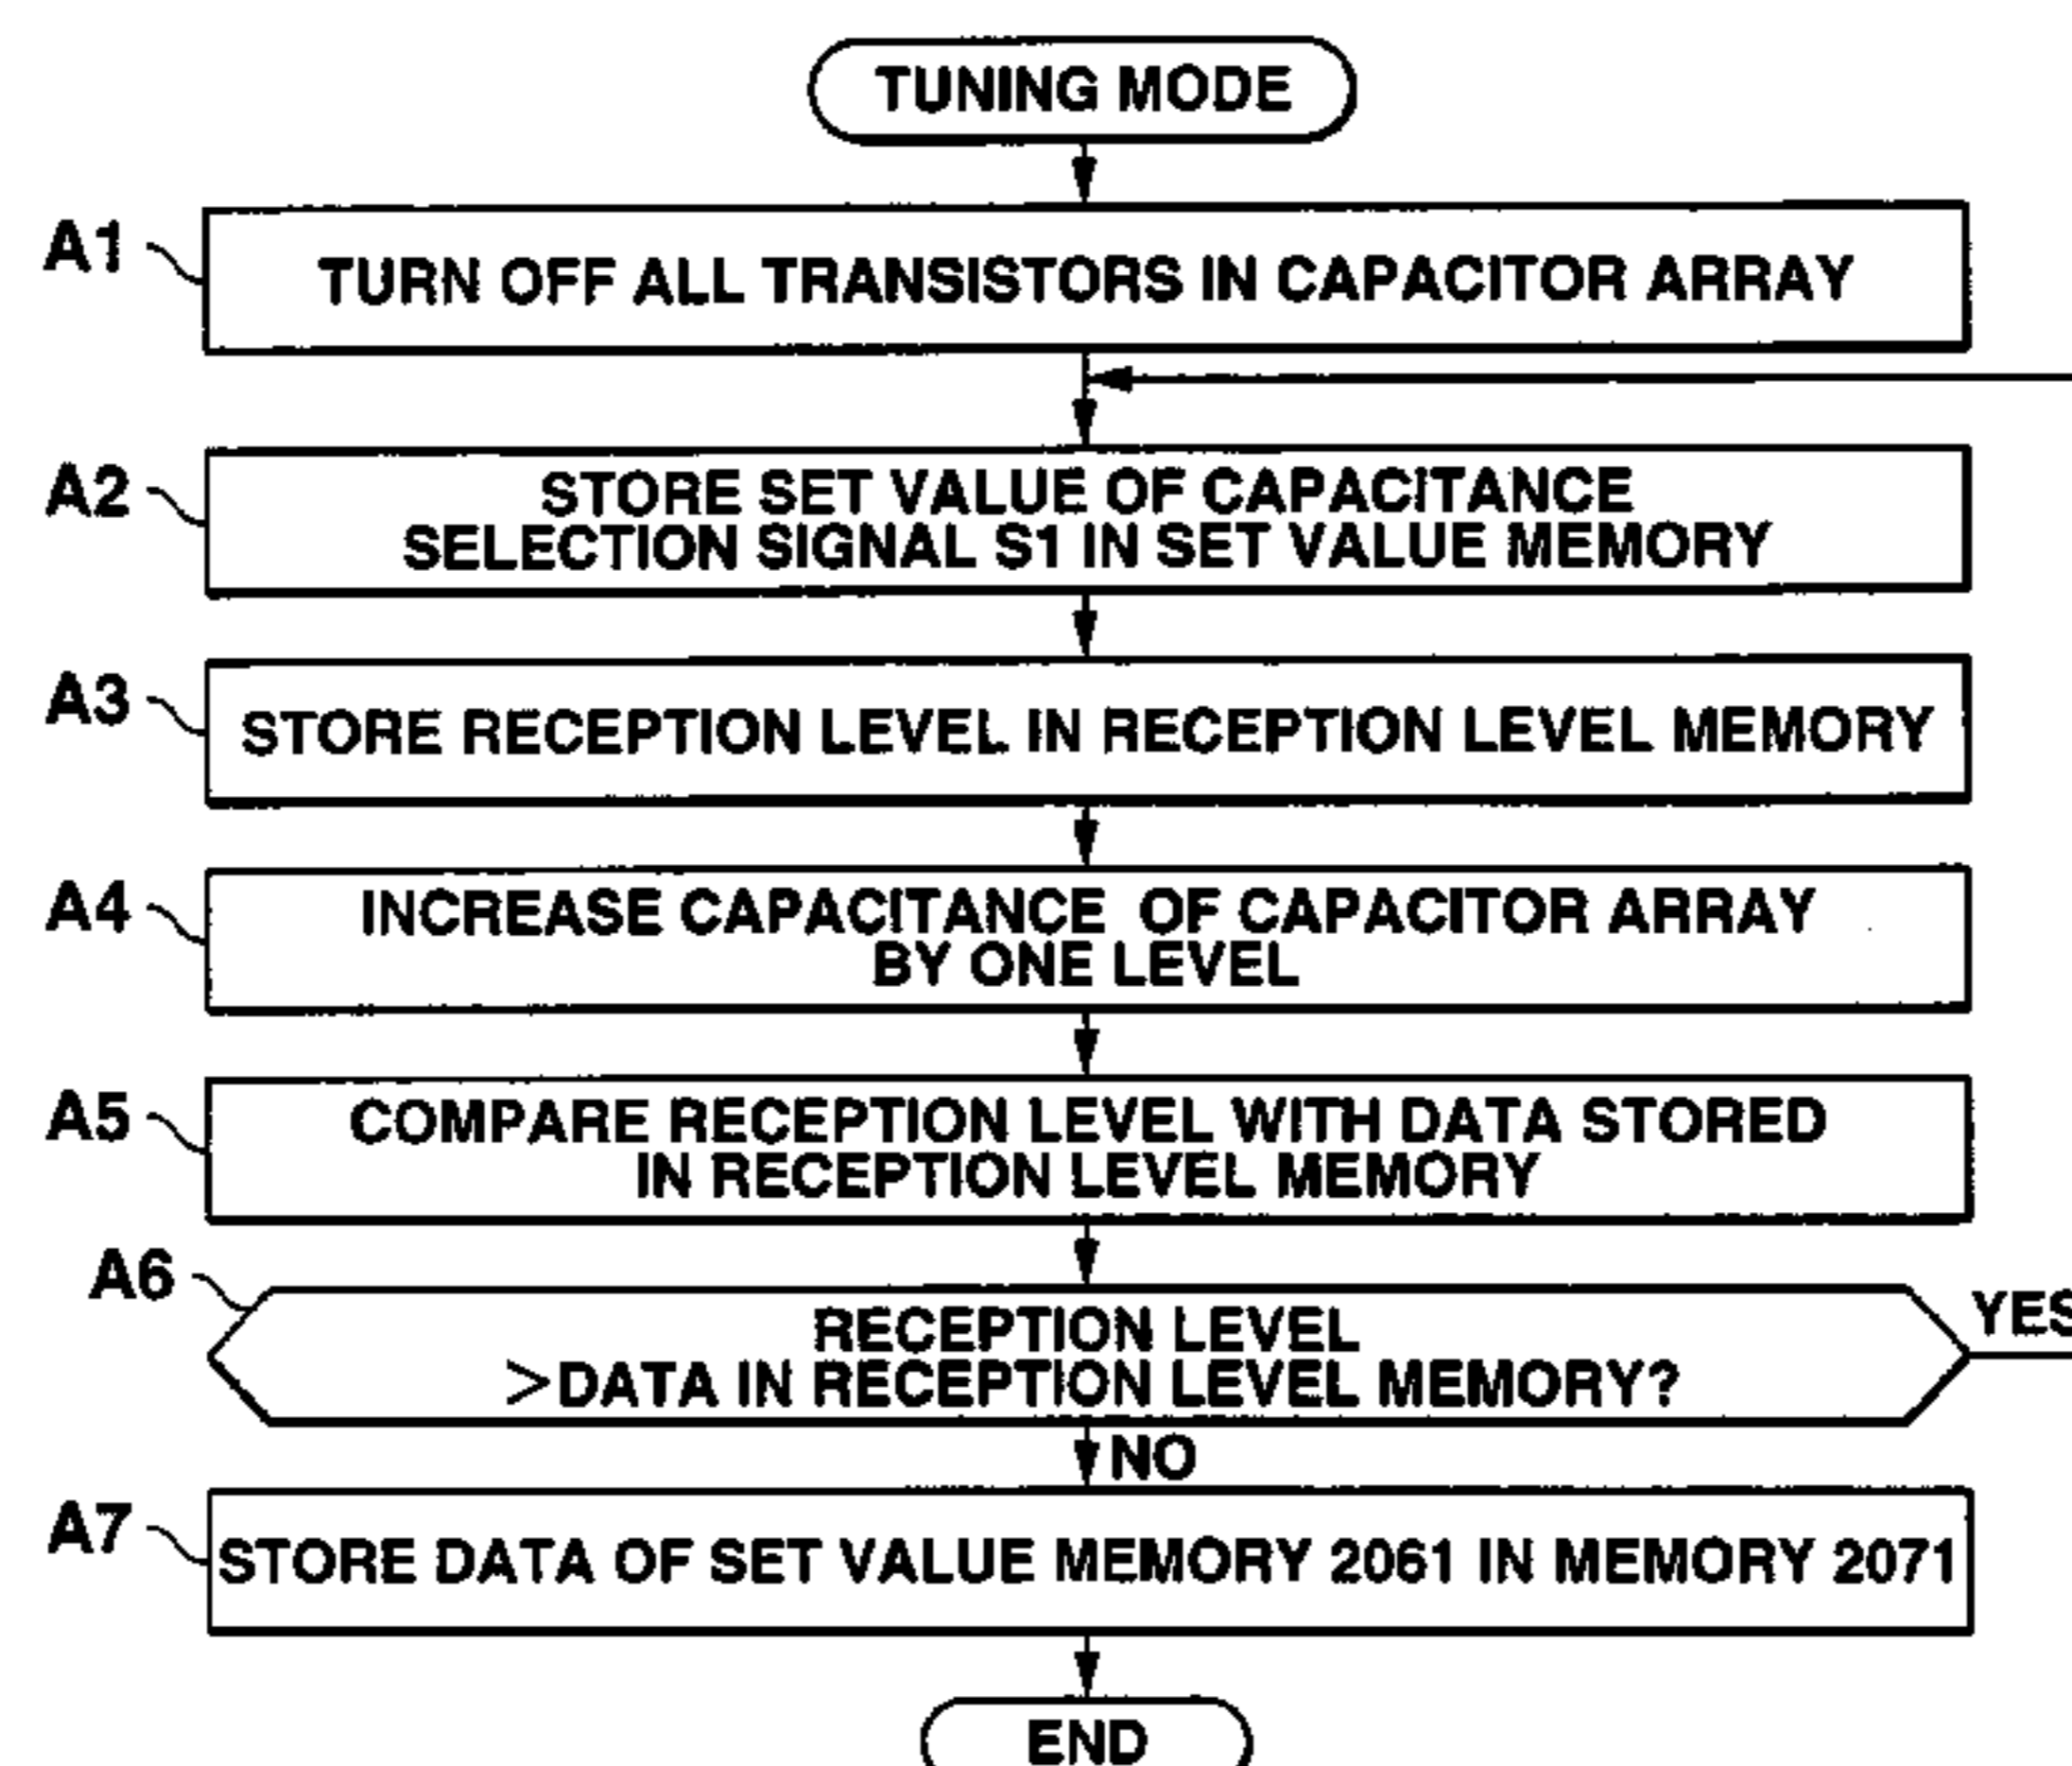 TUNING MODE
A1
TURN OFF ALL TRANSISTORS IN CAPACITOR ARRAY
A2
STORE SET VALUE OF CAPACITANCE
SELECTION SIGNAL S1 IN SET VALUE MEMORY
A3
STORE RECEPTION LEVEL IN RECEPTION LEVEL MEMORY
A4
INCREASE CAPACITANCE OF CAPACITOR ARRAY
BY ONE LEVEL
A5
COMPARE RECEPTION LEVEL WITH DATA STORED
IN RECEPTION LEVEL MEMORY
A6
RECEPTION LEVEL
>DATA IN RECEPTION LEVEL MEMORY?
YES
NO
A7
STORE DATA OF SET VALUE MEMORY 2061 IN MEMORY 2071
END